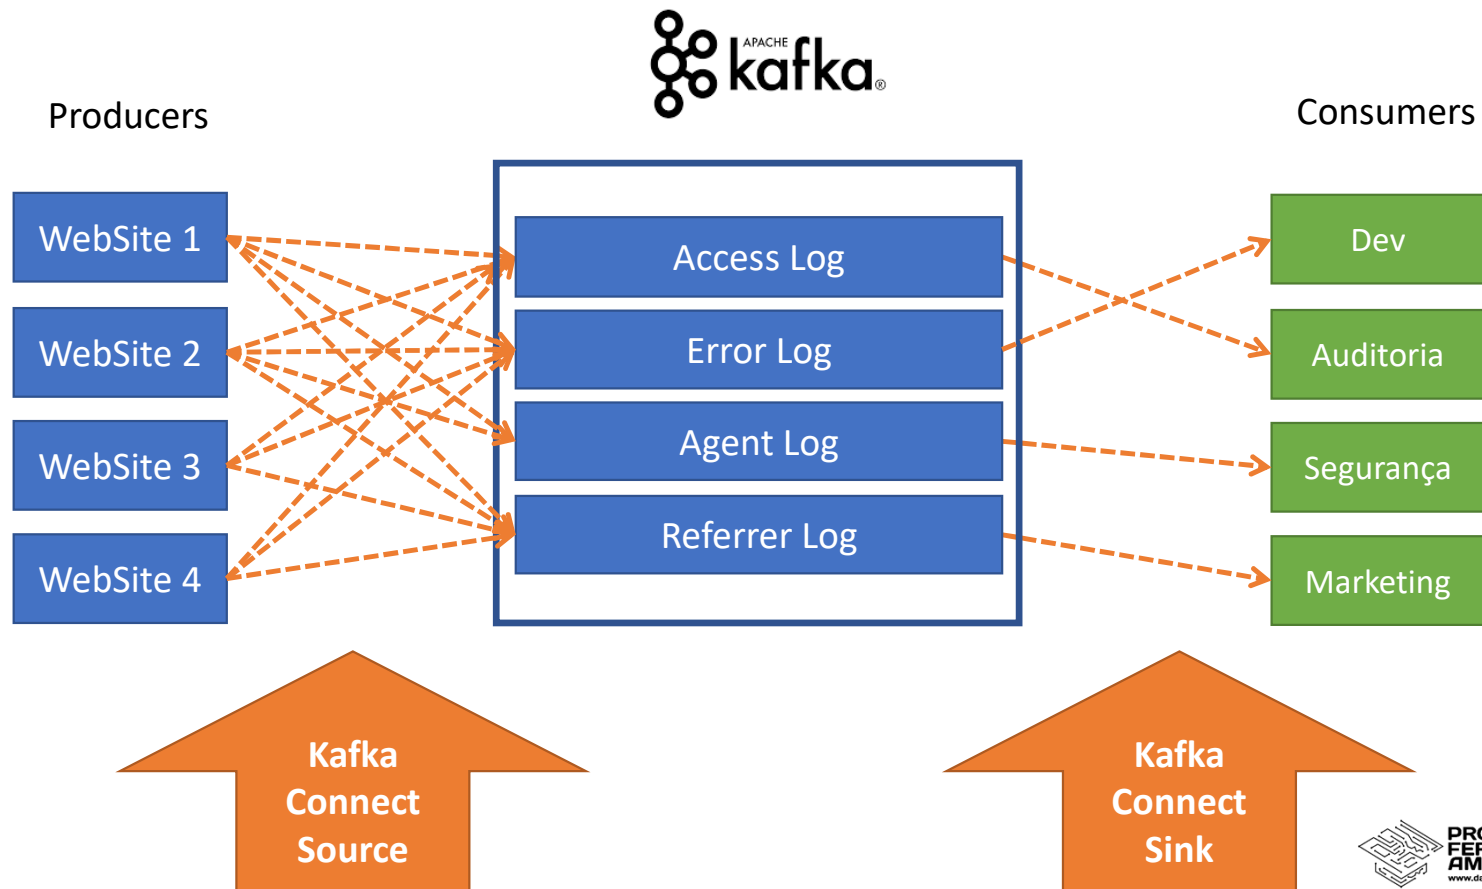 APACHE
kafka®
Producers
Consumers
WebSite 1
WebSite 2
WebSite 3
WebSite 4
Access Log
Error Log
Agent Log
Referrer Log
Dev
Auditoria
Segurança
Marketing
Kafka
Connect
Source
Kafka
Connect
Sink